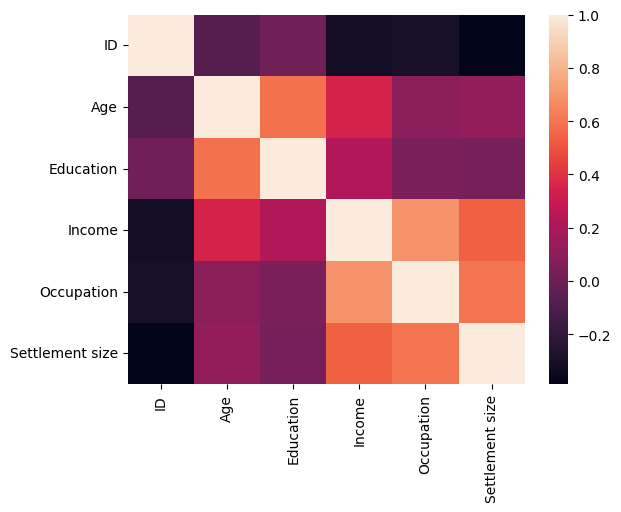 ID
Age
Education
Income
Occupation
Settlement size
ID
Age
Education
Income
Occupation
Settlement size
1.0
0.8
0.6
0.4
0.2
0.0
−0.2